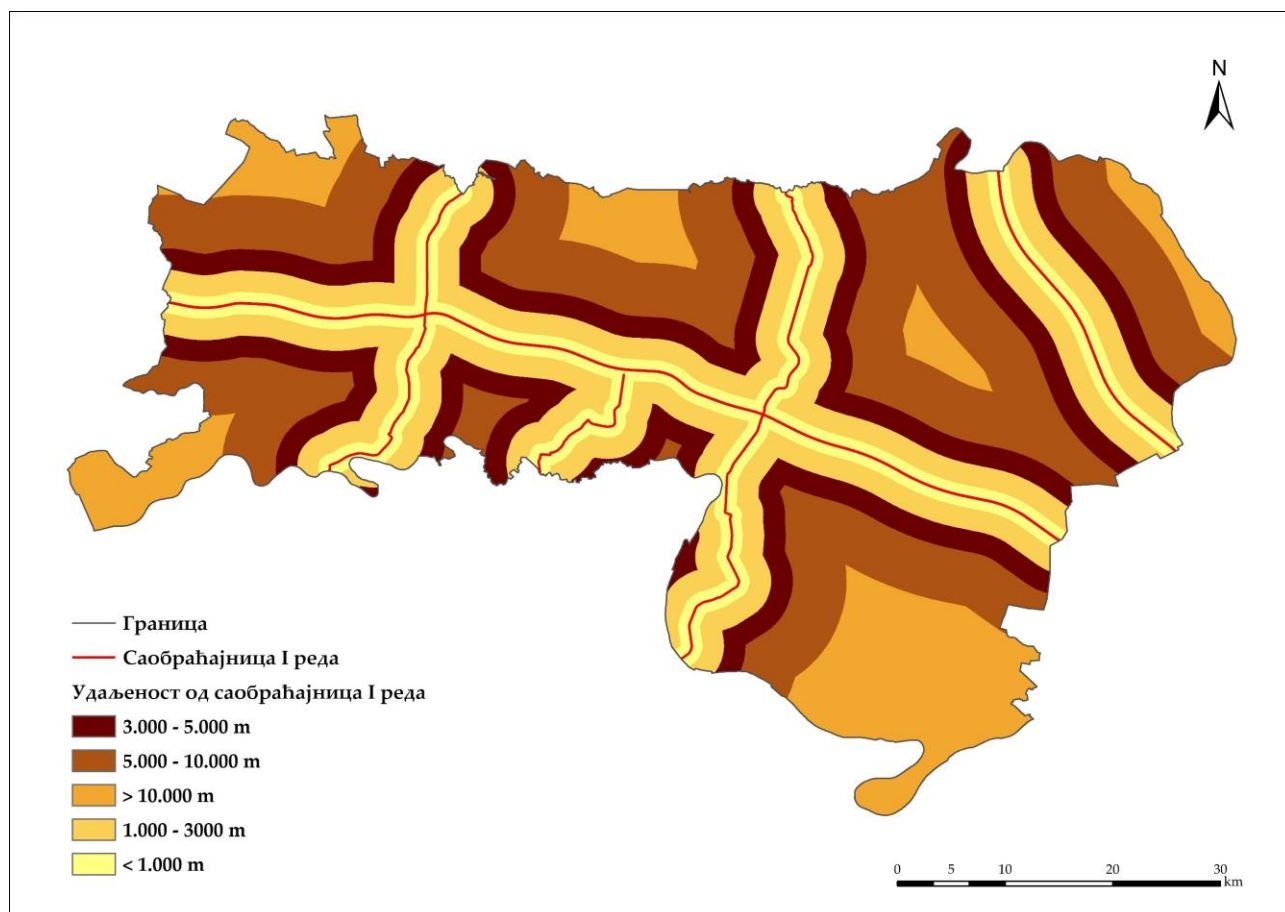 N
Граница
Саобраћајница I реда
Удаљеност од саобраћајница I реда
3.000 - 5.000 m
5.000 - 10.000 m
> 10.000 m
1.000 - 3000 m
< 1.000 m
0 5 10 20 30
km